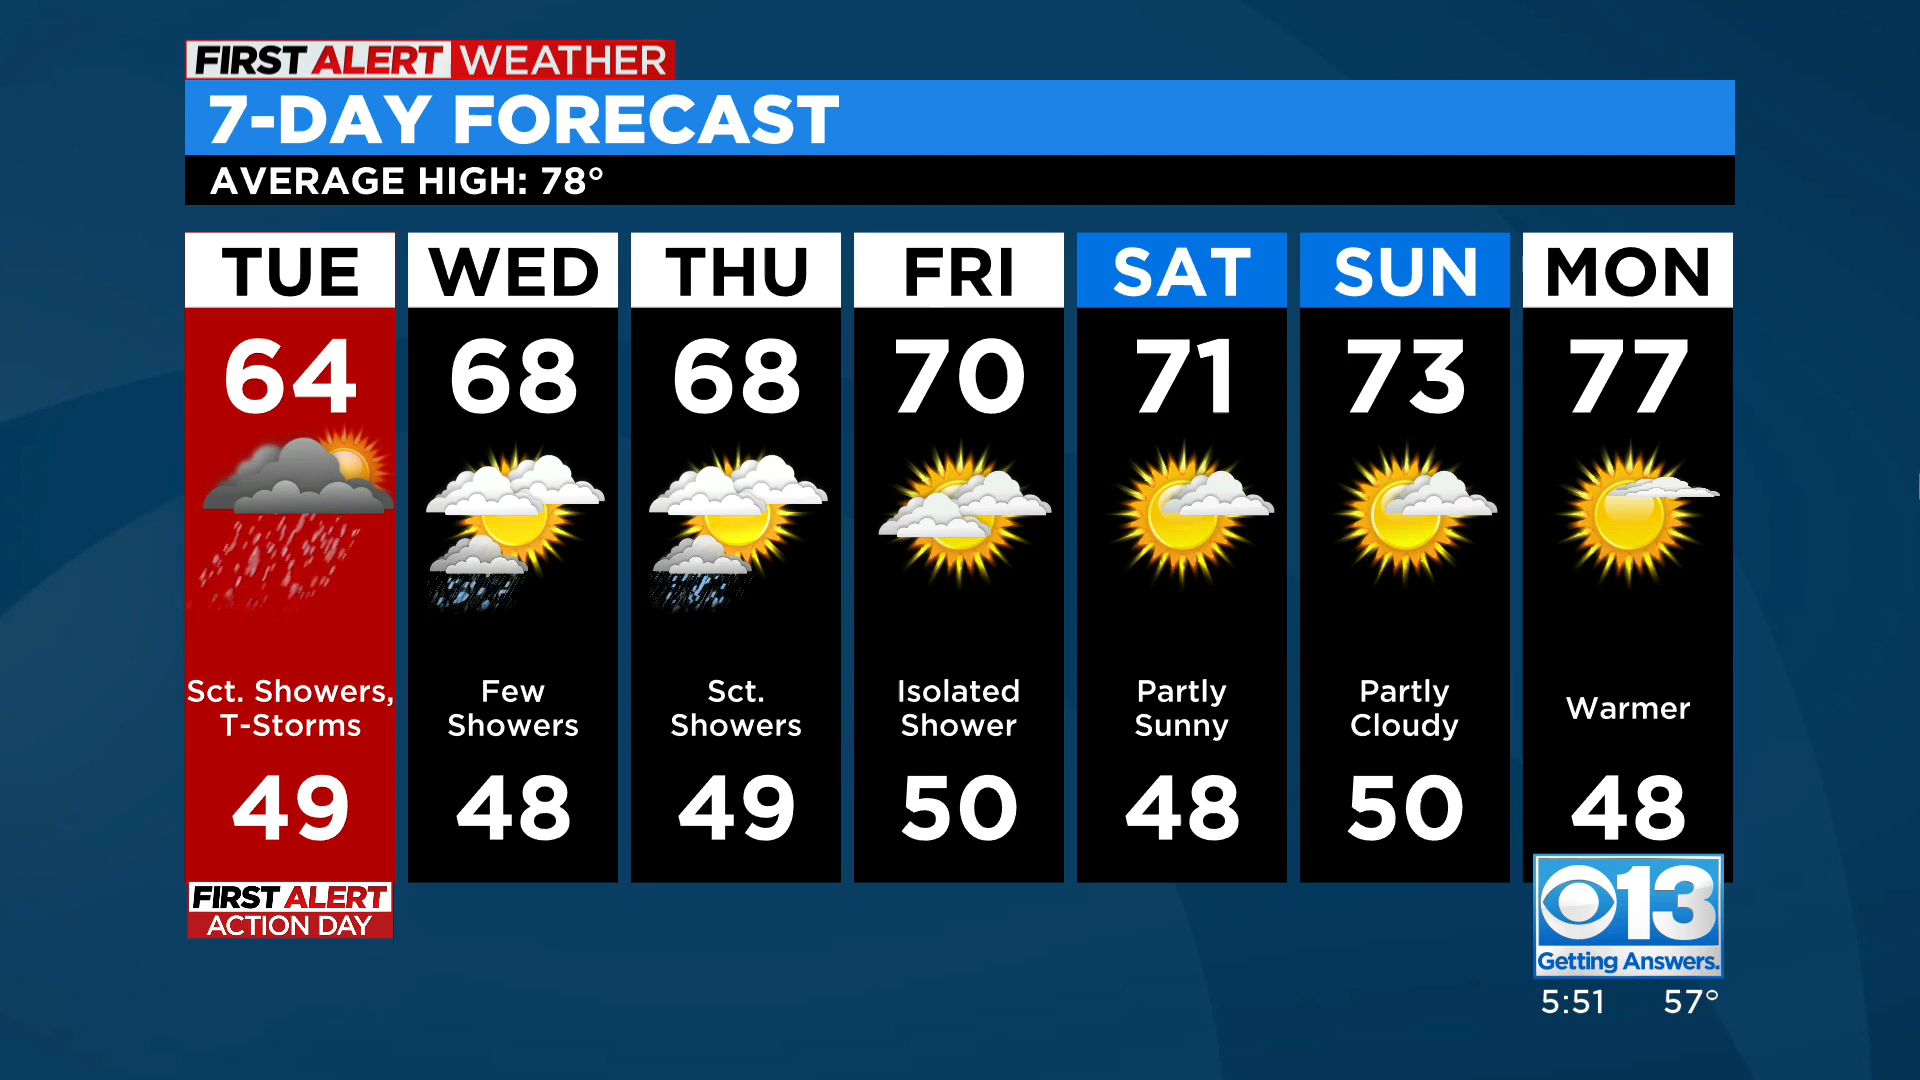 FIRST ALERT WEATHER
7-DAY FORECAST
AVERAGE HIGH: 78°
TUE WED THU FRI SAT SUN MON
64 68 68 70 71 73 77
Sct. Showers,
T-Storms
Few
Showers
Sct.
Showers
Isolated
Shower
Partly
Sunny
Partly
Cloudy
Warmer
49 48 49 50 48 50 48
FIRST ALERT
ACTION DAY
13
Getting Answers.
5:51 57°